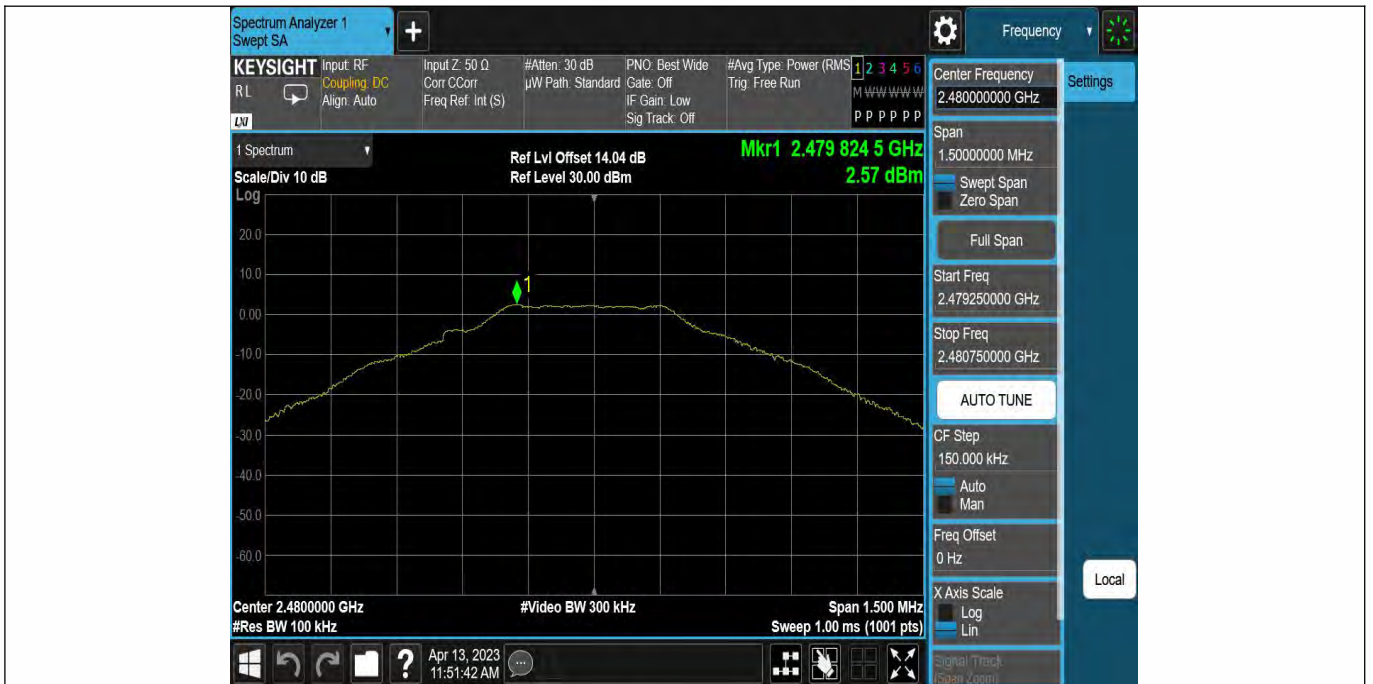 Spectrum Analyzer 1
Swept SA
+
Frequency
KEYSIGHT
R L
LXI
Input: RF
Coupling: DC
Align: Auto
Input Z: 50 Ω
Corr CCorr
Freq Ref: Int (S)
#Atten: 30 dB
µW Path: Standard
PNO: Best Wide
Gate: Off
IF Gain: Low
Sig Track: Off
#Avg Type: Power (RMS
Trig: Free Run
1 2 3 4 5 6
M W W W W W
P P P P P P
1 Spectrum
Scale/Div 10 dB
Log
Ref Lvl Offset 14.04 dB
Ref Level 30.00 dBm
Mkr1 2.479 824 5 GHz
2.57 dBm
20.0
10.0
0.00
-10.0
-20.0
-30.0
-40.0
-50.0
-60.0
1
Center 2.4800000 GHz
#Res BW 100 kHz
#Video BW 300 kHz
Span 1.500 MHz
Sweep 1.00 ms (1001 pts)
Apr 13, 2023
11:51:42 AM
?
Center Frequency
2.480000000 GHz
Settings
Span
1.50000000 MHz
Swept Span
Zero Span
Full Span
Start Freq
2.479250000 GHz
Stop Freq
2.480750000 GHz
AUTO TUNE
CF Step
150.000 kHz
Auto
Man
Freq Offset
0 Hz
X Axis Scale
Log
Lin
Local
Signal Track
(Span Zoom)